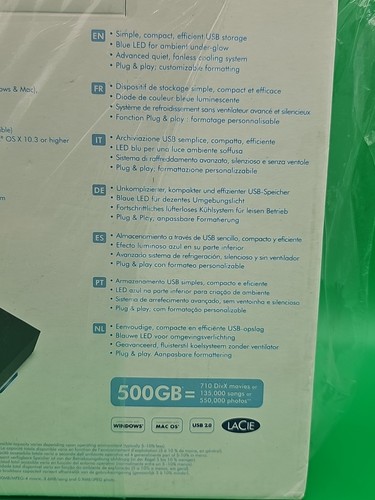 EN • Simple, compact, efficient USB storage
• Blue LED for ambient under-glow
• Advanced quiet, fanless cooling system
• Plug & play; customizable formatting
ws & Mac),
FR • Dispositif de stockage simple, compact et efficace
• Diode de couleur bleue luminescente
• Système de refroidissement sans ventilateur avancé et silencieux
• Fonction Plug & play : formatage personnalisable
ble)
OS X 10.3 or higher
IT • Archiviazione USB semplice, compatta, efficiente
• LED blu per una luce ambiente soffusa
• Sistema di raffreddamento avanzato, silenzioso e senza ventole
• Plug & play; formattazione personalizzabile
DE • Unkomplizierter, kompakter und effizienter USB-Speicher
• Blaue LED für dezentes Umgebungslicht
• Fortschrittliches lüfterloses Kühlsystem für leisen Betrieb
• Plug & Play, anpassbare Formatierung
m
ES • Almacenamiento a través de USB sencillo, compacto y eficiente
• Efecto luminoso azul en su parte inferior
• Avanzado sistema de refrigeración, silencioso y sin ventilador
• Plug & play con formateo personalizable
PT • Armazenamento USB simples, compacto e eficiente
• LED azul na parte inferior para criação de ambiente
• Sistema de arrefecimento avançado, sem ventoinha e silencioso
• Plug & play; com formatação personalizável
NL • Eenvoudige, compacte en efficiënte USB-opslag
• Blauwe LED voor omgevingsverlichting
• Geavanceerd, fluisterstil koelsysteem zonder ventilator
• Plug & play. Aanpasbare formattering
500GB = 710 DivX movies or
135,000 songs or
550,000 photos**
WINDOWS MAC OS USB 2.0 LACIE